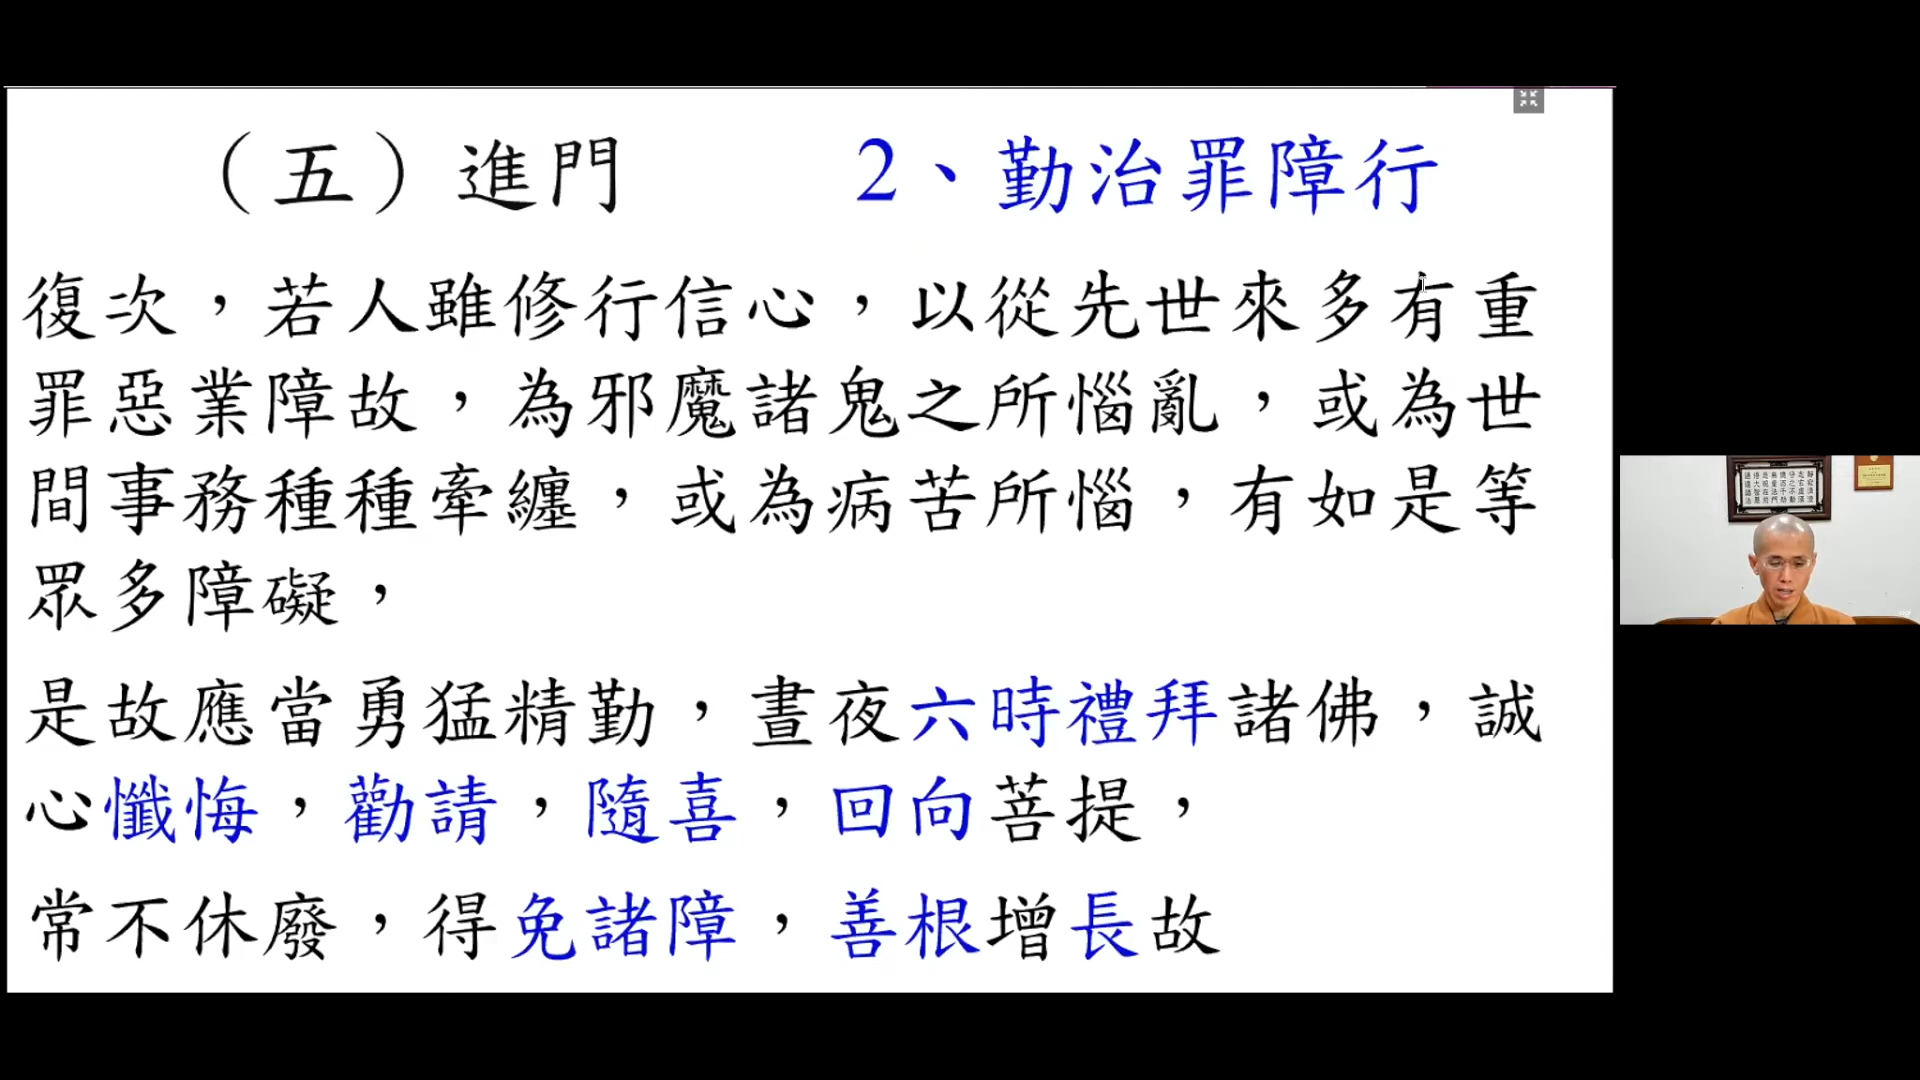 （五）進門　2、勤治罪障行
復次，若人雖修行信心，以從先世來多有重
罪惡業障故，為邪魔諸鬼之所惱亂，或為世
間事務種種牽纏，或為病苦所惱，有如是等
眾多障礙，
是故應當勇猛精勤，晝夜六時禮拜諸佛，誠
心懺悔，勸請，隨喜，回向菩提，
常不休廢，得免諸障，善根增長故